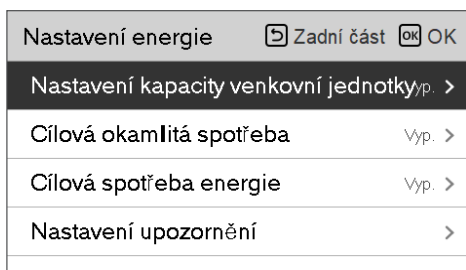 Nastavení energie Zadní část OK OK
Nastavení kapacity venkovní jednotky yp. >
Cílová okamlitá spotřeba Vyp. >
Cílová spotřeba energie Vyp. >
Nastavení upozornění >